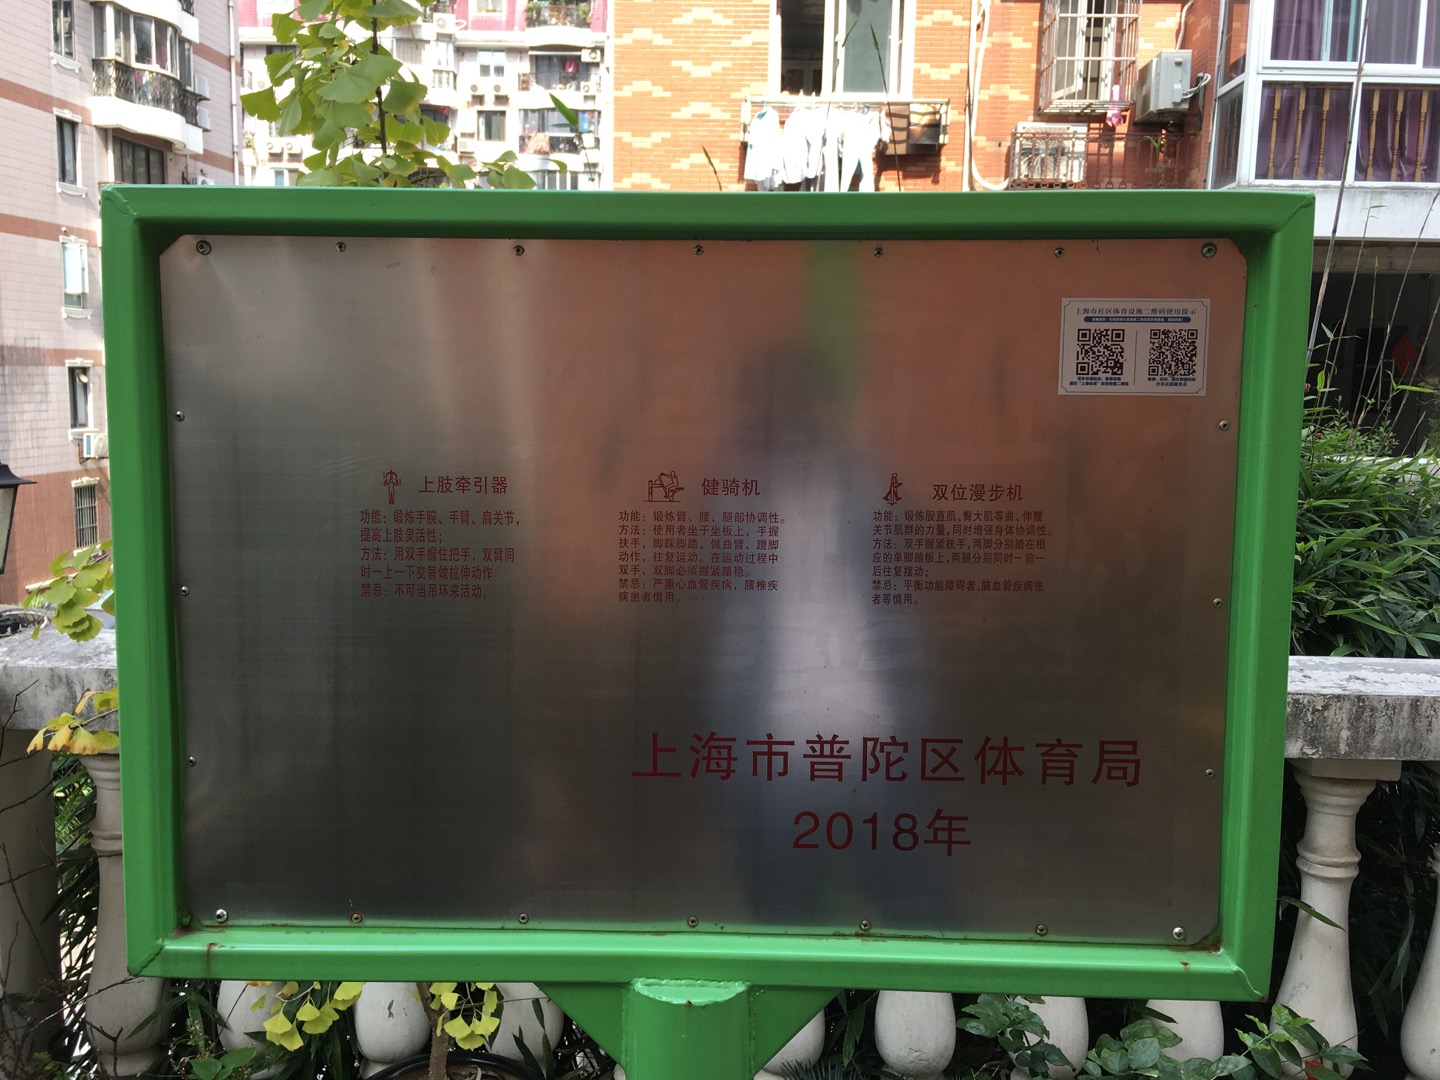 上海市社区体育设施二维码使用提示
上肢牵引器
功能：锻炼手腕、手臂、肩关节，
提高上肢灵活性；
方法：用双手握住把手，双臂同
时一上一下交替做拉伸动作
禁忌：不可当吊环来活动。
健骑机
功能：锻炼臂、腰、腿部协调性。
方法：使用者坐于坐板上，手握
扶手，脚踩脚踏，做曲臂、蹬脚
动作，往复运动。在运动过程中
双手、双脚必须握紧踏稳。
禁忌：严重心血管疾病，腰椎疾
病患者慎用。
双位漫步机
功能：锻炼股直肌、臀大肌等曲、伸髋
关节肌群的力量，同时增强身体协调性；
方法：双手握紧扶手，两脚分别踏在相
应的单脚踏板上，两腿分别同时一前一
后往复摆动；
禁忌：平衡功能障碍者，脑血管疾病患
者等慎用。
上海市普陀区体育局
2018年